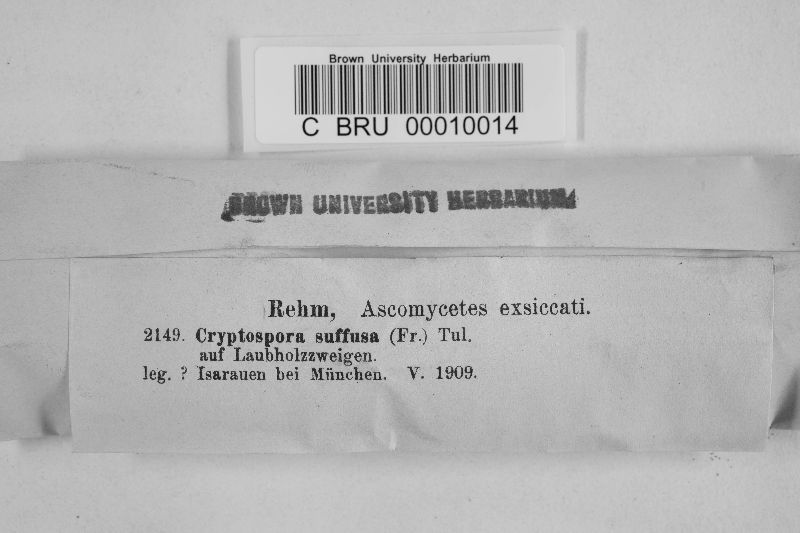 Brown University Herbarium
C BRU 00010014
BROWN UNIVERSITY HERBARIUM
Rehm, Ascomycetes exsiccati.
2149. Cryptospora suffusa (Fr.) Tul.
auf Laubholzzweigen.
leg. ? Isarauen bei München. V. 1909.